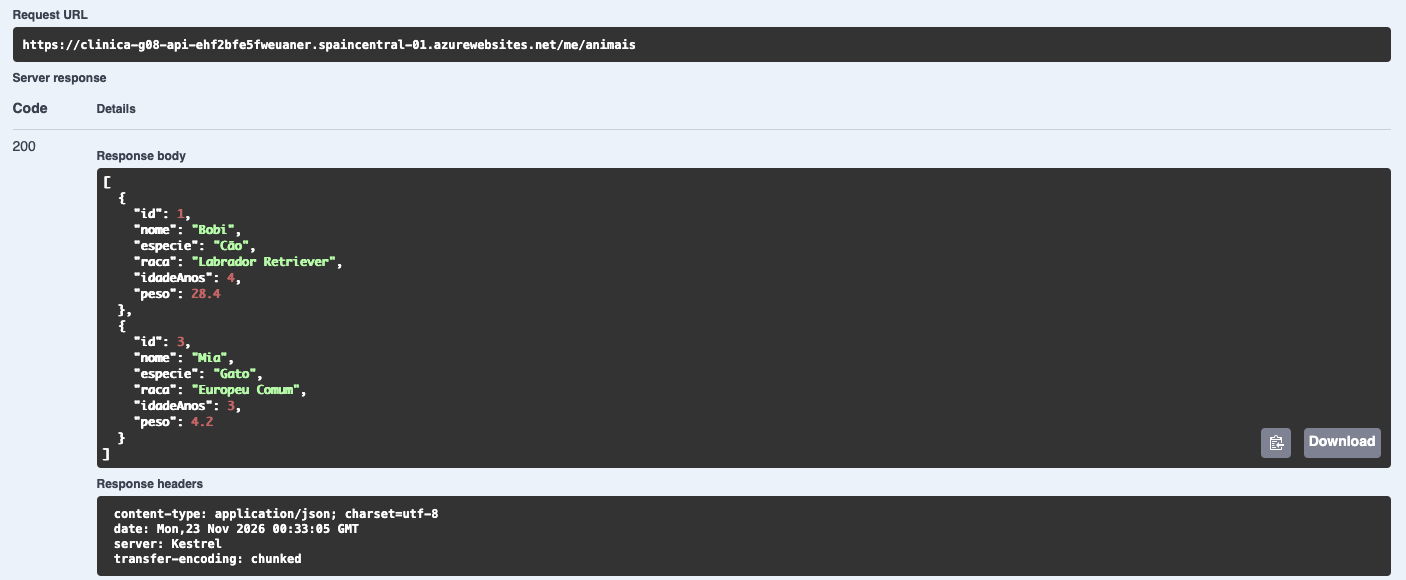 Request URL
https://clinica-g08-api-ehf2bfe5fweuaner.spaincentral-01.azurewebsites.net/me/animais
Server response
Code Details
200
Response body
[
  {
    "id": 1,
    "nome": "Bobi",
    "especie": "Cão",
    "raca": "Labrador Retriever",
    "idadeAnos": 4,
    "peso": 28.4
  },
  {
    "id": 3,
    "nome": "Mia",
    "especie": "Gato",
    "raca": "Europeu Comum",
    "idadeAnos": 3,
    "peso": 4.2
  }
]
Download
Response headers
content-type: application/json; charset=utf-8
date: Mon,23 Nov 2026 00:33:05 GMT
server: Kestrel
transfer-encoding: chunked